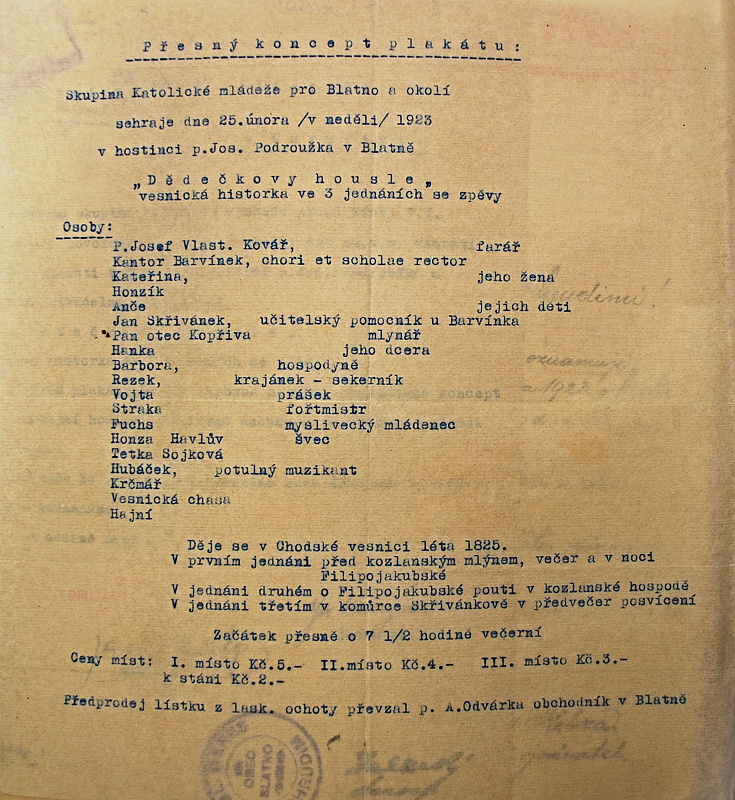 Přesný koncept plakátu:
Skupina Katolické mládeže pro Blatno a okolí
sehraje dne 25.února /v neděli/ 1923
v hostinci p.Jos. Podroužka v Blatně
„Dědečkovy housle„
vesnická historka ve 3 jednáních se zpěvy
Osoby:
P.Josef Vlast. Kovář, farář
Kantor Barvínek, chori et scholae rector
Kateřina, jeho žena
Honzík
Anče jejich děti
Jan Skřivánek, učitelský pomocník u Barvínka
Pan otec Kopřiva mlynář
Hanka jeho dcera
Barbora, hospodyně
Rezek, krajánek - sekerník
Vojta prášek
Straka fořtmistr
Fuchs myslivecký mládenec
Honza Havlův švec
Tetka Sojková
Hubáček, potulný muzikant
Krčmář
Vesnická chasa
Hajní
Děje se v Chodské vesnici léta 1825.
V prvním jednáni před kozlanským mlýnem, večer a v noci
Filipojakubské
V jednáni druhém o Filipojakubské pouti v kozlanské hospodě
V jednáni třetím v komůrce Skřivánkové v předvečer posvícení
Začátek přesně o 7 1/2 hodině večerní
Ceny míst: I. místo Kč.5.- II.místo Kč.4.- III. místo Kč.3.-
k stáni Kč.2.-
Předprodej lístku z lask. ochoty převzal p. A.Odvárka obchodník v Blatně
OBEC
BLATNO